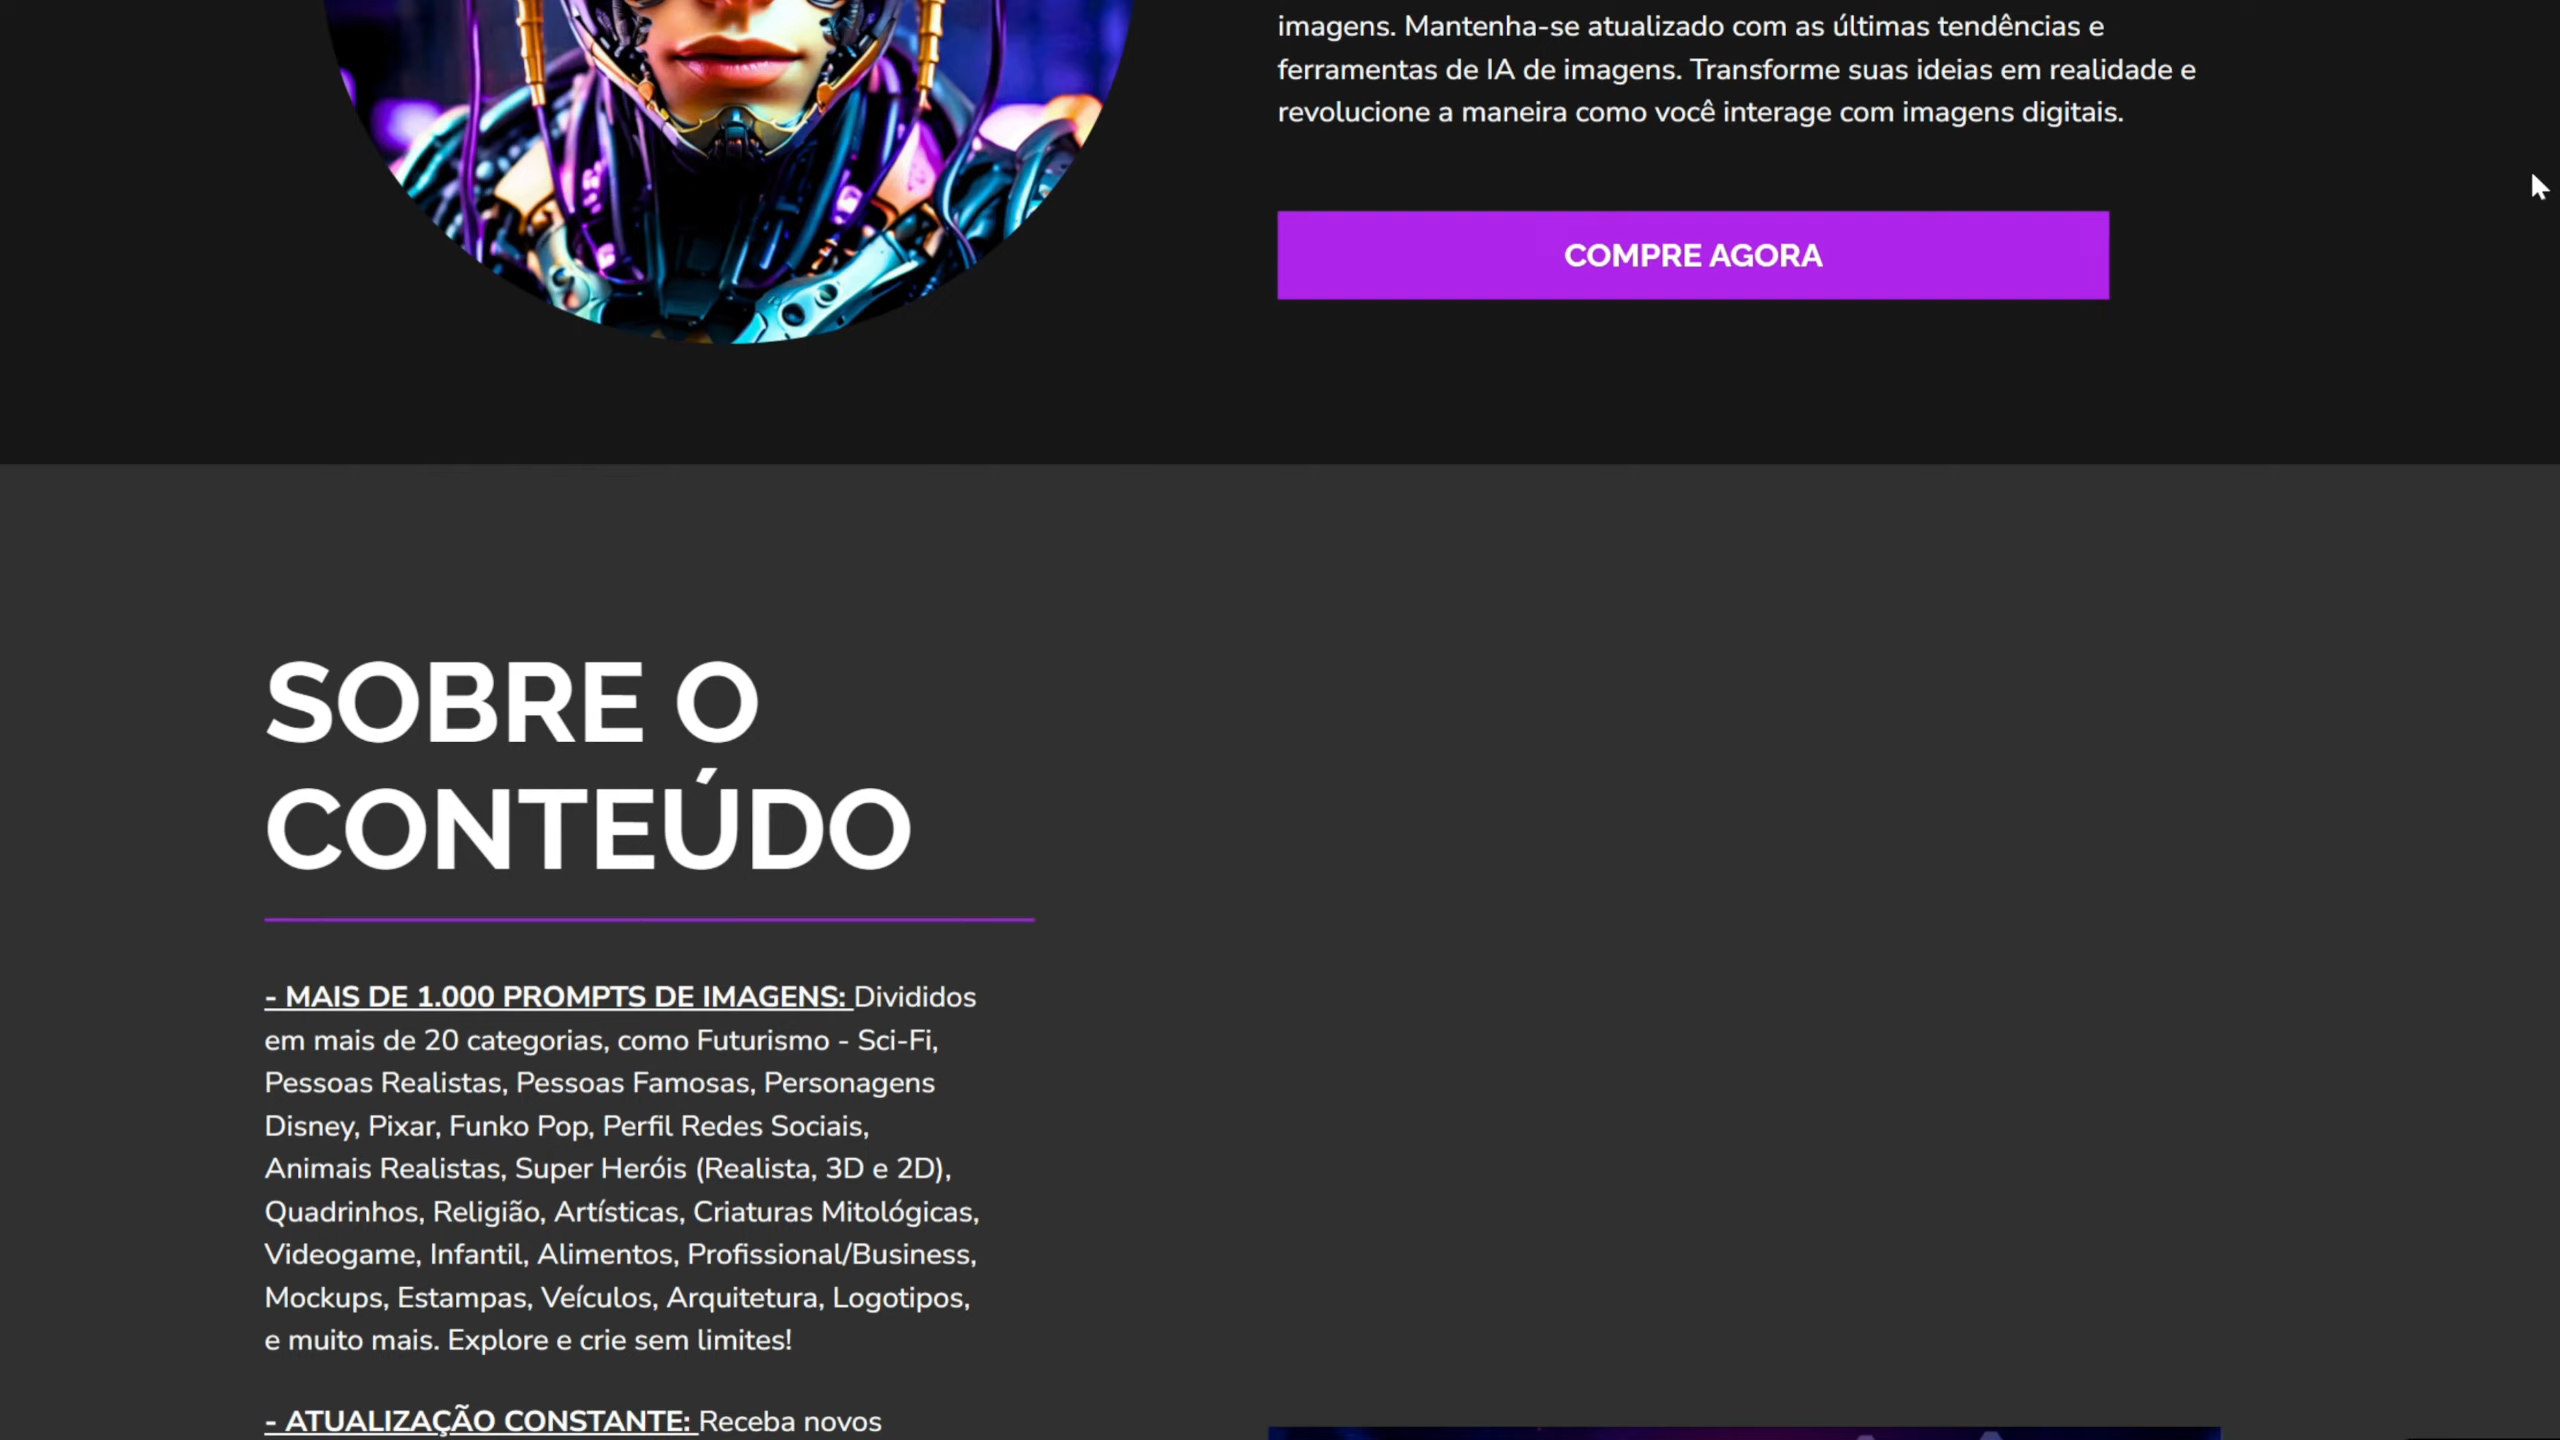 imagens. Mantenha-se atualizado com as últimas tendências e
ferramentas de IA de imagens. Transforme suas ideias em realidade e
revolucione a maneira como você interage com imagens digitais.
COMPRE AGORA
SOBRE O
CONTEÚDO
- MAIS DE 1.000 PROMPTS DE IMAGENS: Divididos
em mais de 20 categorias, como Futurismo - Sci-Fi,
Pessoas Realistas, Pessoas Famosas, Personagens
Disney, Pixar, Funko Pop, Perfil Redes Sociais,
Animais Realistas, Super Heróis (Realista, 3D e 2D),
Quadrinhos, Religião, Artísticas, Criaturas Mitológicas,
Videogame, Infantil, Alimentos, Profissional/Business,
Mockups, Estampas, Veículos, Arquitetura, Logotipos,
e muito mais. Explore e crie sem limites!
- ATUALIZAÇÃO CONSTANTE: Receba novos